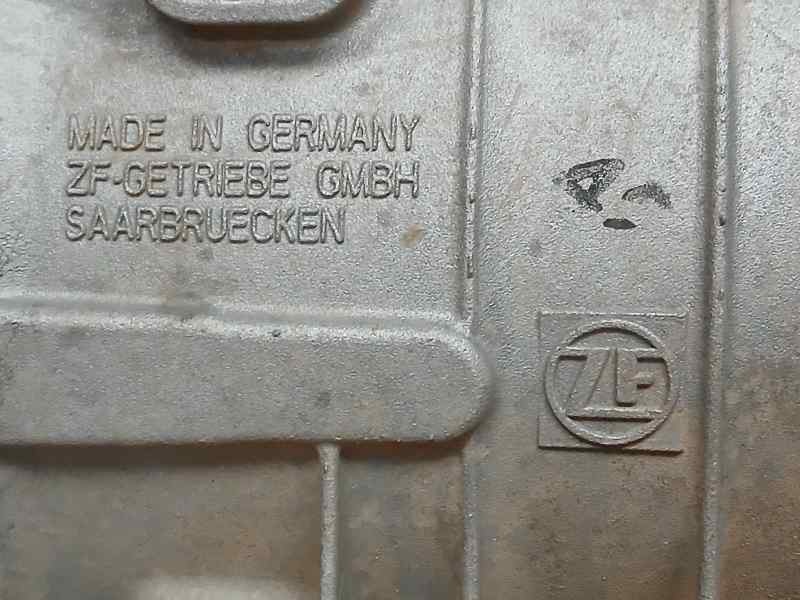 MADE IN GERMANY
ZF-GETRIEBE GMBH
SAARBRUECKEN
ZF